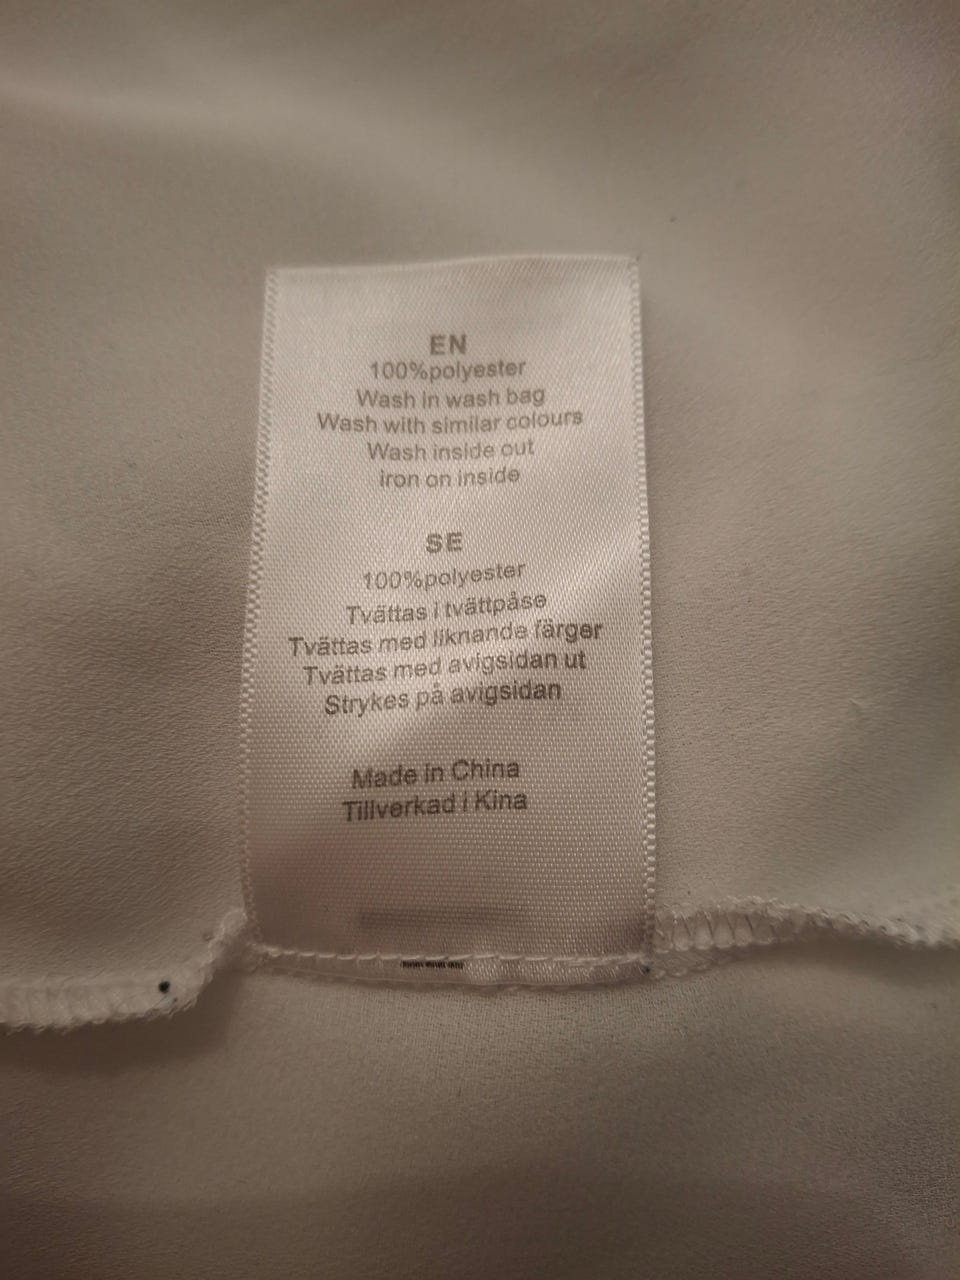 EN
100%polyester
Wash in wash bag
Wash with similar colours
Wash inside out
iron on inside
SE
100%polyester
Tvättas i tvättpåse
Tvättas med liknande färger
Tvättas med avigsidan ut
Strykes på avigsidan
Made in China
Tillverkad i Kina